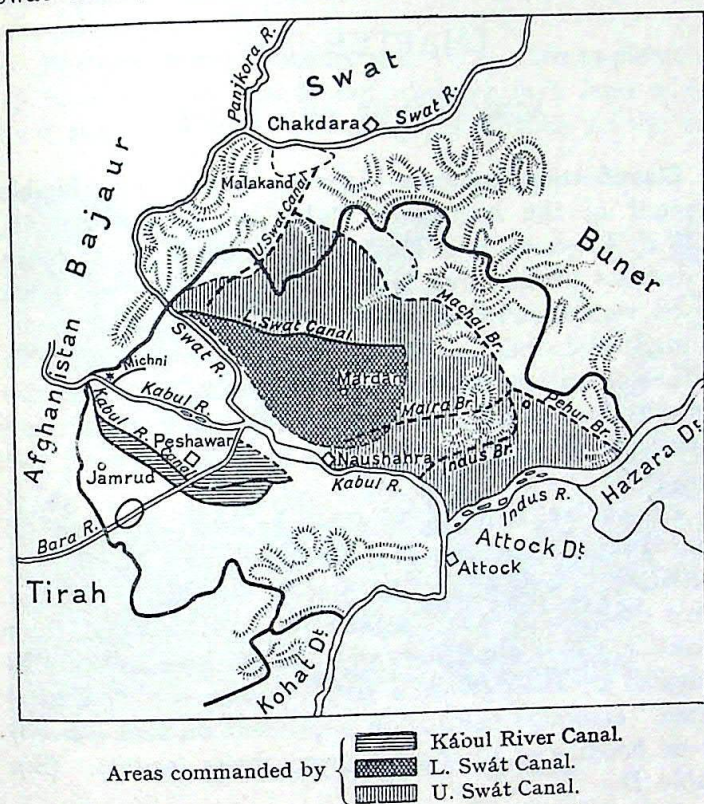 Panjkora R.
Swat
Chakdara
Swat R.
Bajaur
Malakand
U. Swat Canal
Buner
Machai Br.
L. Swat Canal
Swat R.
Mardan
Afghanistan
Michni
Kabul R.
Kabul R. Canal
Peshawar
Jamrud
Maira Br.
Pehur Br.
Naushahra
Indus Br.
Kabul R.
Indus R.
Hazara Dt
Bara R.
Attock Dt
Attock
Tirah
Kohat Dt
Areas commanded by
Kábul River Canal.
L. Swát Canal.
U. Swát Canal.